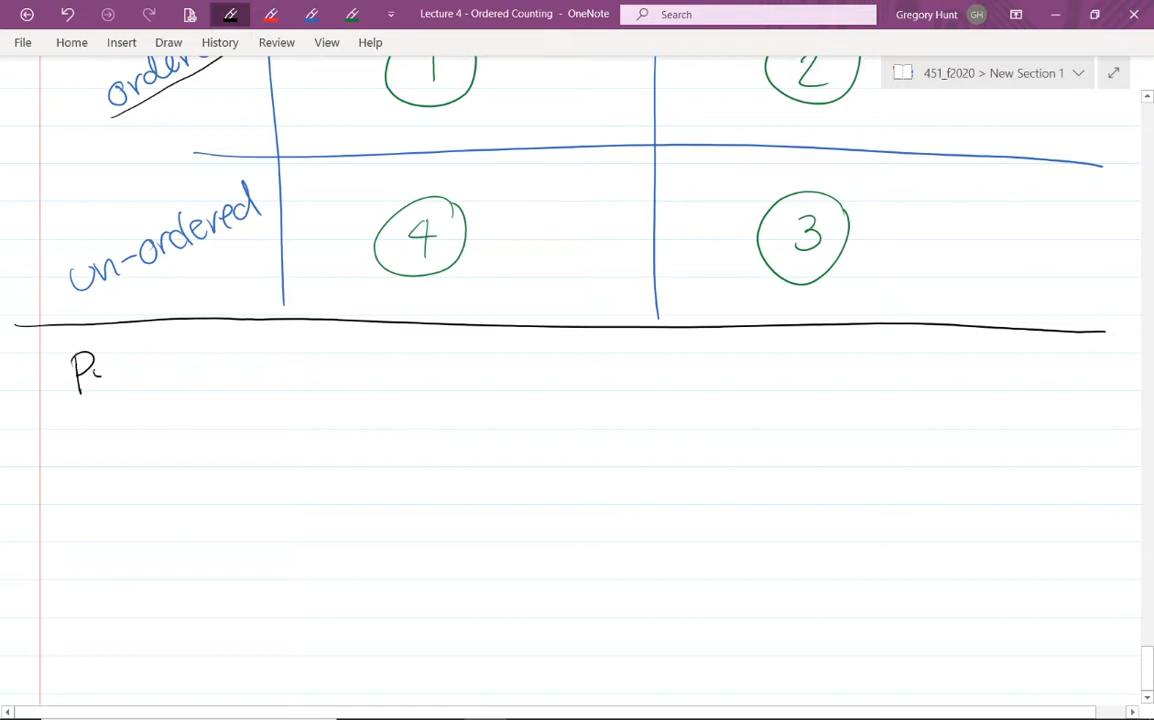 Lecture 4 - Ordered Counting - OneNote
Search
Gregory Hunt
GH
File Home Insert Draw History Review View Help
451_f2020 > New Section 1
1 2
un-ordered 4 3